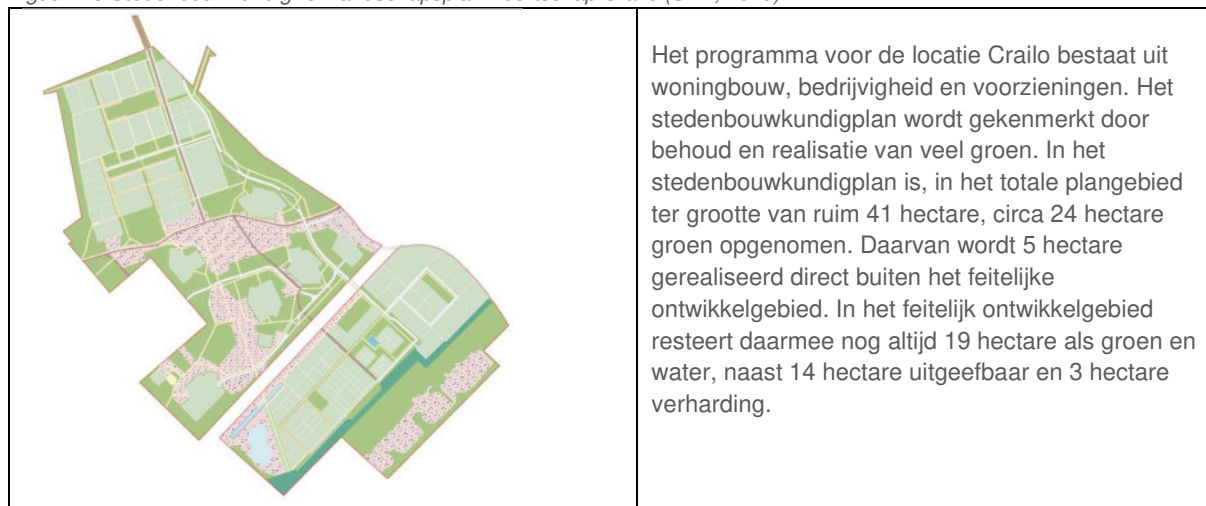 Het programma voor de locatie Crailo bestaat uit
woningbouw, bedrijvigheid en voorzieningen. Het
stedenbouwkundigplan wordt gekenmerkt door
behoud en realisatie van veel groen. In het
stedenbouwkundigplan is, in het totale plangebied
ter grootte van ruim 41 hectare, circa 24 hectare
groen opgenomen. Daarvan wordt 5 hectare
gerealiseerd direct buiten het feitelijke
ontwikkelgebied. In het feitelijk ontwikkelgebied
resteert daarmee nog altijd 19 hectare als groen en
water, naast 14 hectare uitgeefbaar en 3 hectare
verharding.